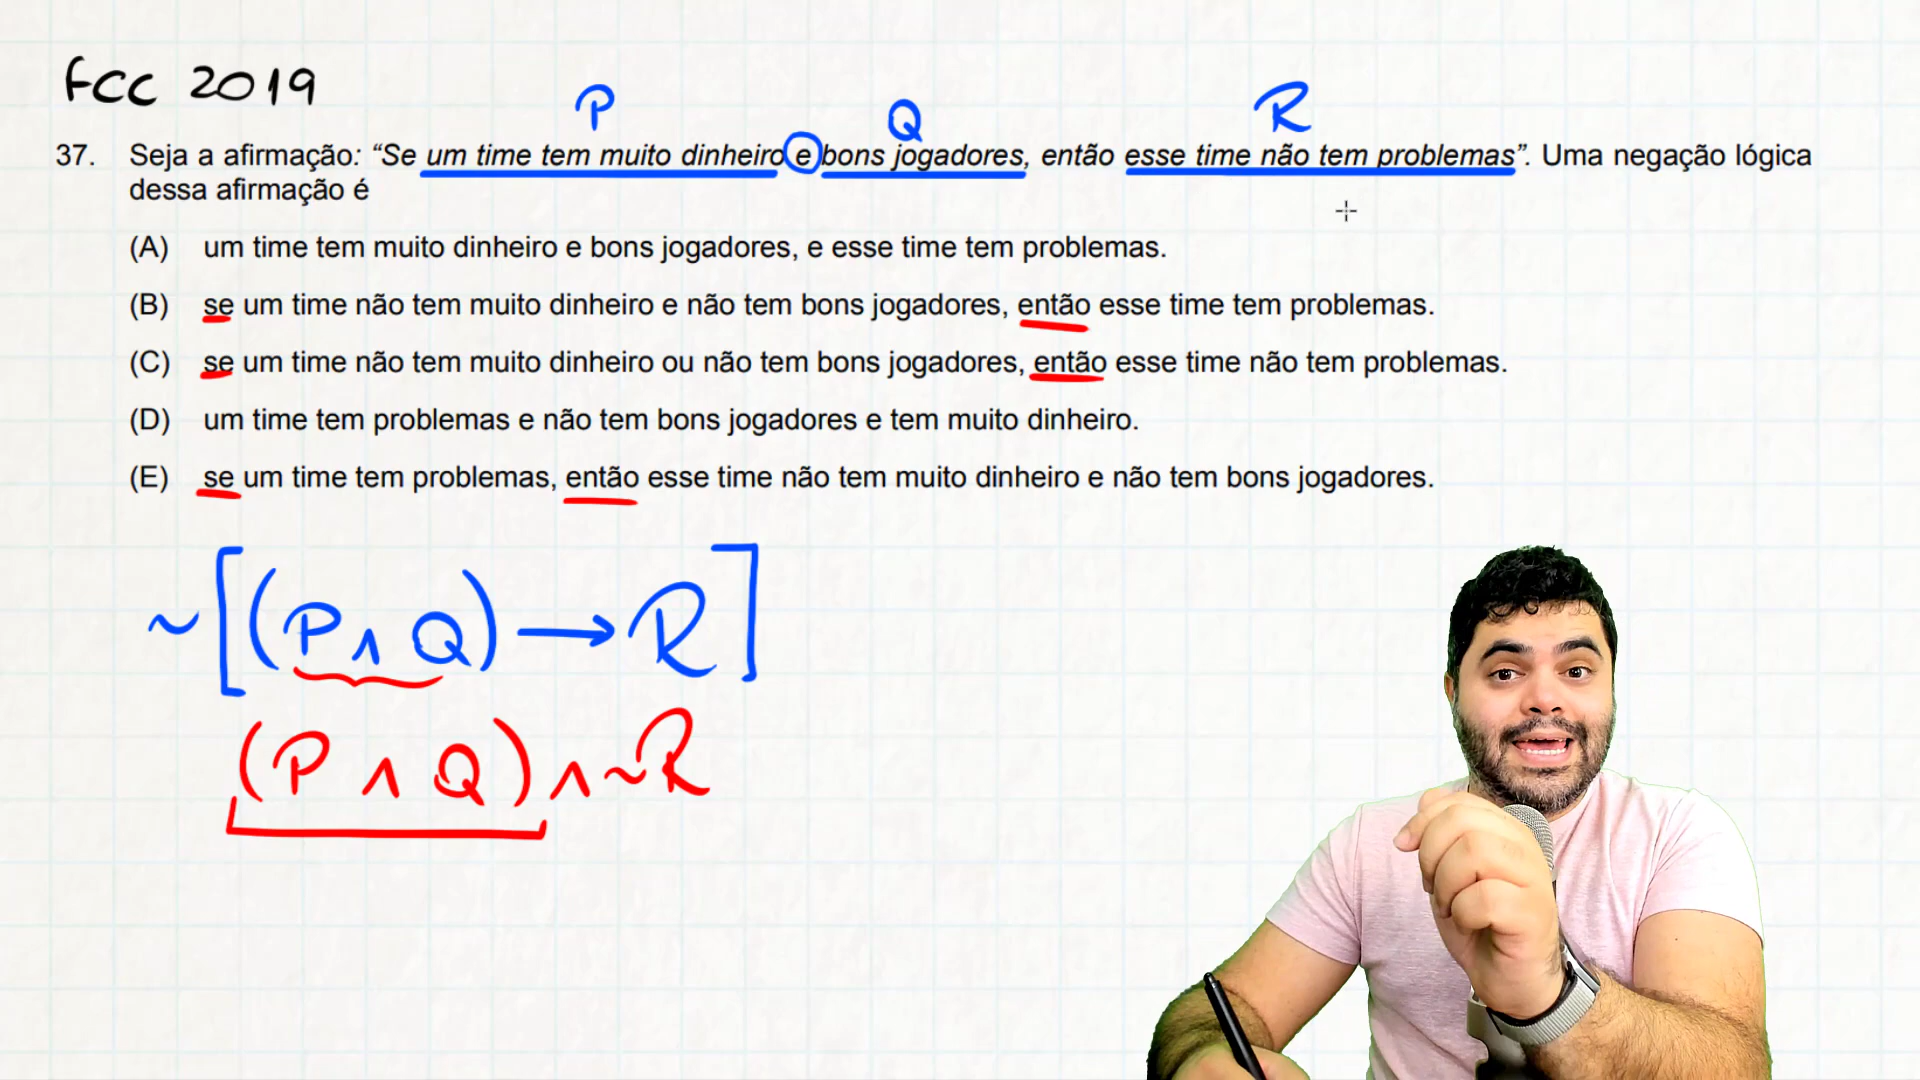 FCC 2019
P Q R
37. Seja a afirmação: “Se um time tem muito dinheiro e bons jogadores, então esse time não tem problemas”. Uma negação lógica
dessa afirmação é
(A) um time tem muito dinheiro e bons jogadores, e esse time tem problemas.
(B) se um time não tem muito dinheiro e não tem bons jogadores, então esse time tem problemas.
(C) se um time não tem muito dinheiro ou não tem bons jogadores, então esse time não tem problemas.
(D) um time tem problemas e não tem bons jogadores e tem muito dinheiro.
(E) se um time tem problemas, então esse time não tem muito dinheiro e não tem bons jogadores.
~[(P ∧ Q) → R]
(P ∧ Q) ∧ ~R